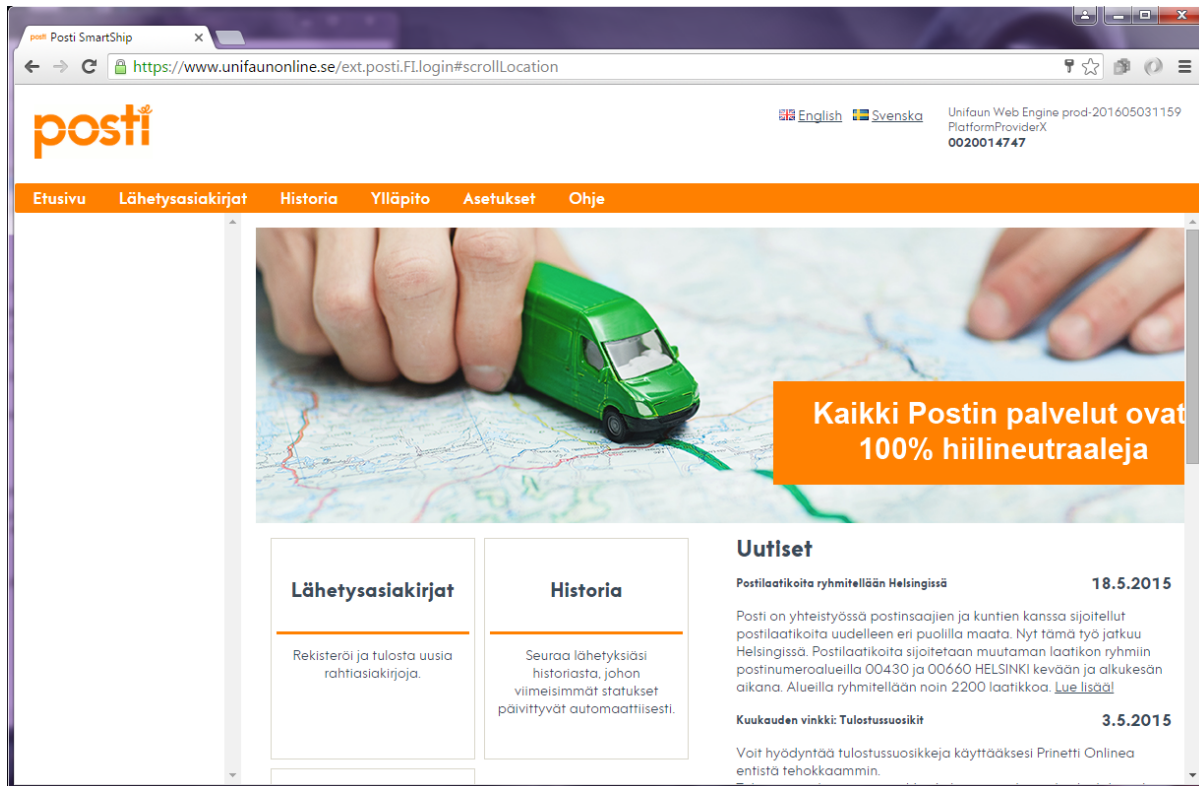 posti Posti SmartShip
https://www.unifaunonline.se/ext.posti.FI.login#scrollLocation
posti
English Svenska
Unifaun Web Engine prod-201605031159
PlatformProviderX
0020014747
Etusivu Lähetysasiakirjat Historia Ylläpito Asetukset Ohje
Kaikki Postin palvelut ovat
100% hiilineutraaleja
Lähetysasiakirjat
Rekisteröi ja tulosta uusia
rahtiasiakirjoja.
Historia
Seuraa lähetyksiäsi
historiasta, johon
viimeisimmät statukset
päivittyvät automaattisesti.
Uutiset
Postilaatikoita ryhmitellään Helsingissä 18.5.2015
Posti on yhteistyössä postinsaajien ja kuntien kanssa sijoitellut
postilaatikoita uudelleen eri puolilla maata. Nyt tämä työ jatkuu
Helsingissä. Postilaatikoita sijoitetaan muutaman laatikon ryhmiin
postinumeroalueilla 00430 ja 00660 HELSINKI kevään ja alkukesän
aikana. Alueilla ryhmitellään noin 2200 laatikkoa. Lue lisää!
Kuukauden vinkki: Tulostussuosikit 3.5.2015
Voit hyödyntää tulostussuosikkeja käyttääksesi Prinetti Onlinea
entistä tehokkaammin.